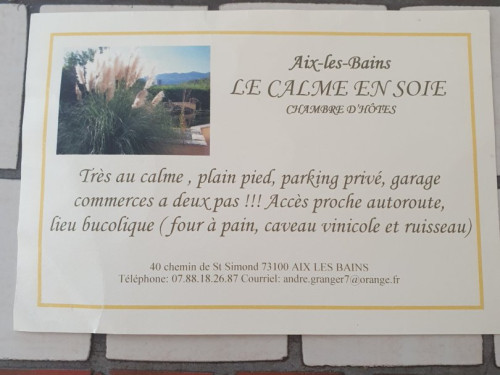 Aix-les-Bains
LE CALME EN SOIE
CHAMBRE D'HÔTES
Très au calme , plain pied, parking privé, garage
commerces a deux pas !!! Accès proche autoroute,
lieu bucolique ( four à pain, caveau vinicole et ruisseau)
40 chemin de St Simond 73100 AIX LES BAINS
Téléphone: 07.88.18.26.87 Courriel: andre.granger7@orange.fr